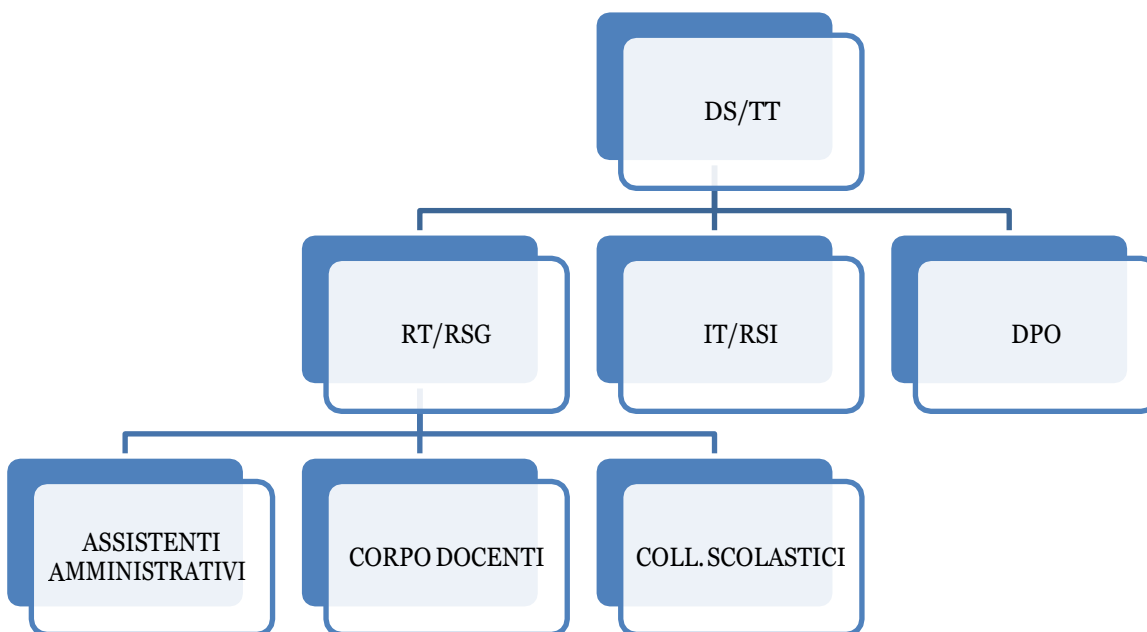 DS/TT
RT/RSG
IT/RSI
DPO
ASSISTENTI
AMMINISTRATIVI
CORPO DOCENTI
COLL. SCOLASTICI